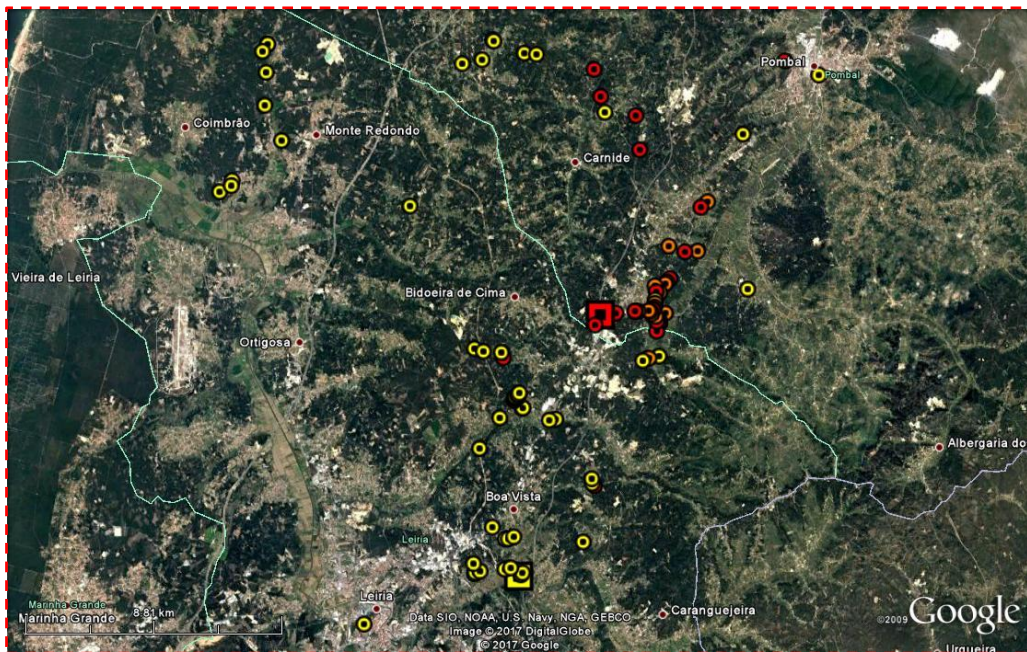 Pombal
Pombal
Coimbrão
Monte Redondo
Carnide
Vieira de Leiria
Bidoeira de Cima
Ortigosa
Albergaria do
Boa Vista
Leiria
Marinha Grande
8.81 km
Marinha Grande
Leiria
Data SIO, NOAA, U.S. Navy, NGA, GEBCO
Image © 2017 DigitalGlobe
© 2017 Google
Caranguejeira
©2009 Google
Urqueira